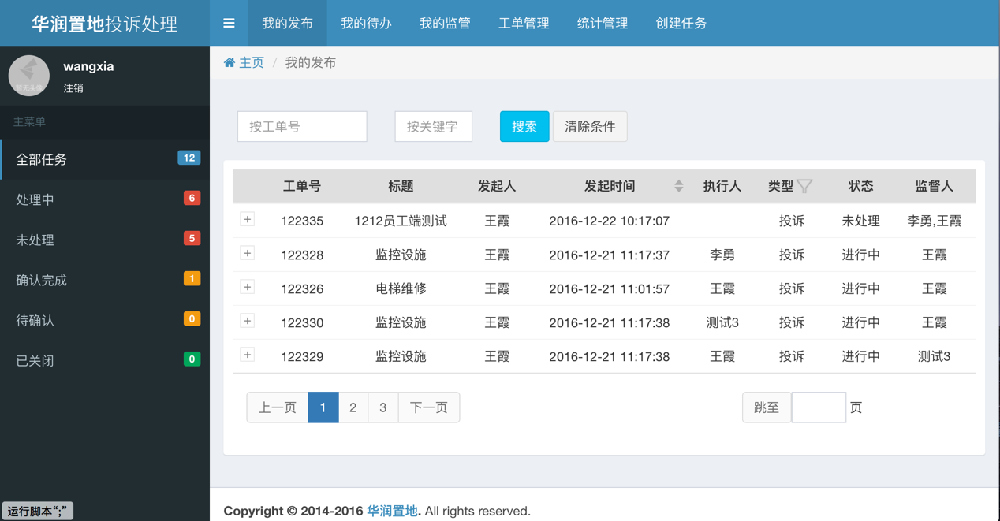 华润置地投诉处理 我的发布 我的待办 我的监管 工单管理 统计管理 创建任务
wangxia
暂无头像
注销
主页 / 我的发布
主菜单
全部任务 12
处理中 6
未处理 5
确认完成 1
待确认 0
已关闭 0
按工单号 按关键字 搜索 清除条件
工单号 标题 发起人 发起时间 执行人 类型 状态 监督人
+ 122335 1212员工端测试 王霞 2016-12-22 10:17:07 投诉 未处理 李勇,王霞
+ 122328 监控设施 王霞 2016-12-21 11:17:37 李勇 投诉 进行中 王霞
+ 122326 电梯维修 王霞 2016-12-21 11:01:57 王霞 投诉 进行中 王霞
+ 122330 监控设施 王霞 2016-12-21 11:17:38 测试3 投诉 进行中 王霞
+ 122329 监控设施 王霞 2016-12-21 11:17:38 王霞 投诉 进行中 测试3
上一页 1 2 3 下一页 跳至 页
Copyright © 2014-2016 华润置地. All rights reserved.
运行脚本“;”